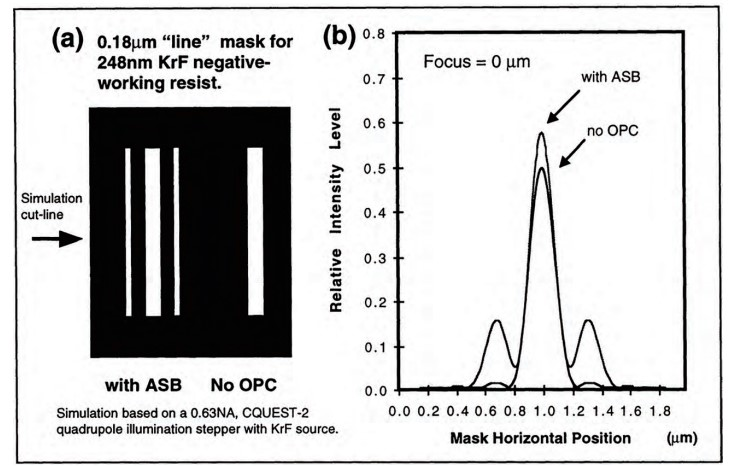 (a) 0.18μm “line” mask for
248nm KrF negative-
working resist.
Simulation
cut-line
with ASB No OPC
Simulation based on a 0.63NA, CQUEST-2
quadrupole illumination stepper with KrF source.
(b)
Focus = 0 μm
with ASB
no OPC
Relative Intensity Level
0.8
0.7
0.6
0.5
0.4
0.3
0.2
0.1
0.0
0.0 0.2 0.4 0.6 0.8 1.0 1.2 1.4 1.6 1.8
Mask Horizontal Position (μm)